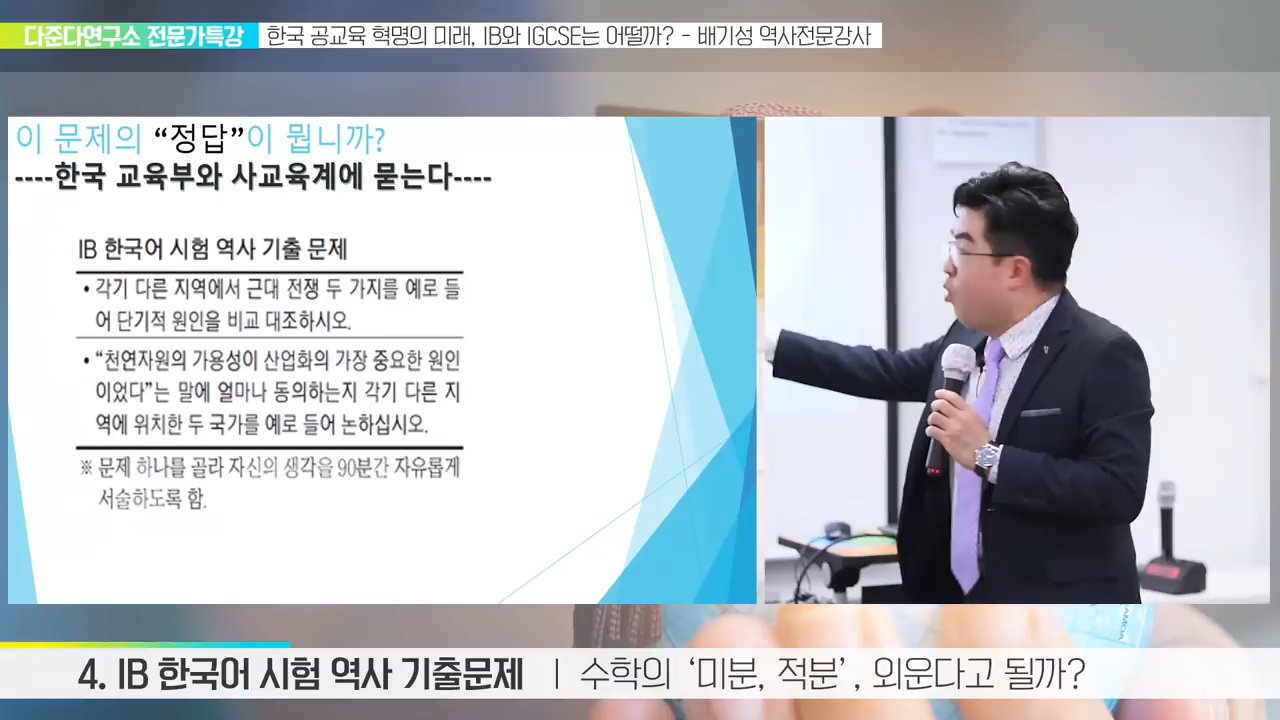 다준다연구소 전문가특강 한국 공교육 혁명의 미래, IB와 IGCSE는 어떨까? - 배기성 역사전문강사
이 문제의 “정답”이 뭡니까?
----한국 교육부와 사교육계에 묻는다----
IB 한국어 시험 역사 기출 문제
• 각기 다른 지역에서 근대 전쟁 두 가지를 예로 들
어 단기적 원인을 비교 대조하시오.
• “천연자원의 가용성이 산업화의 가장 중요한 원인
이었다”는 말에 얼마나 동의하는지 각기 다른 지
역에 위치한 두 국가를 예로 들어 논하십시오.
※ 문제 하나를 골라 자신의 생각을 90분간 자유롭게
서술하도록 함.
4. IB 한국어 시험 역사 기출문제 | 수학의 ‘미분, 적분’, 외운다고 될까?